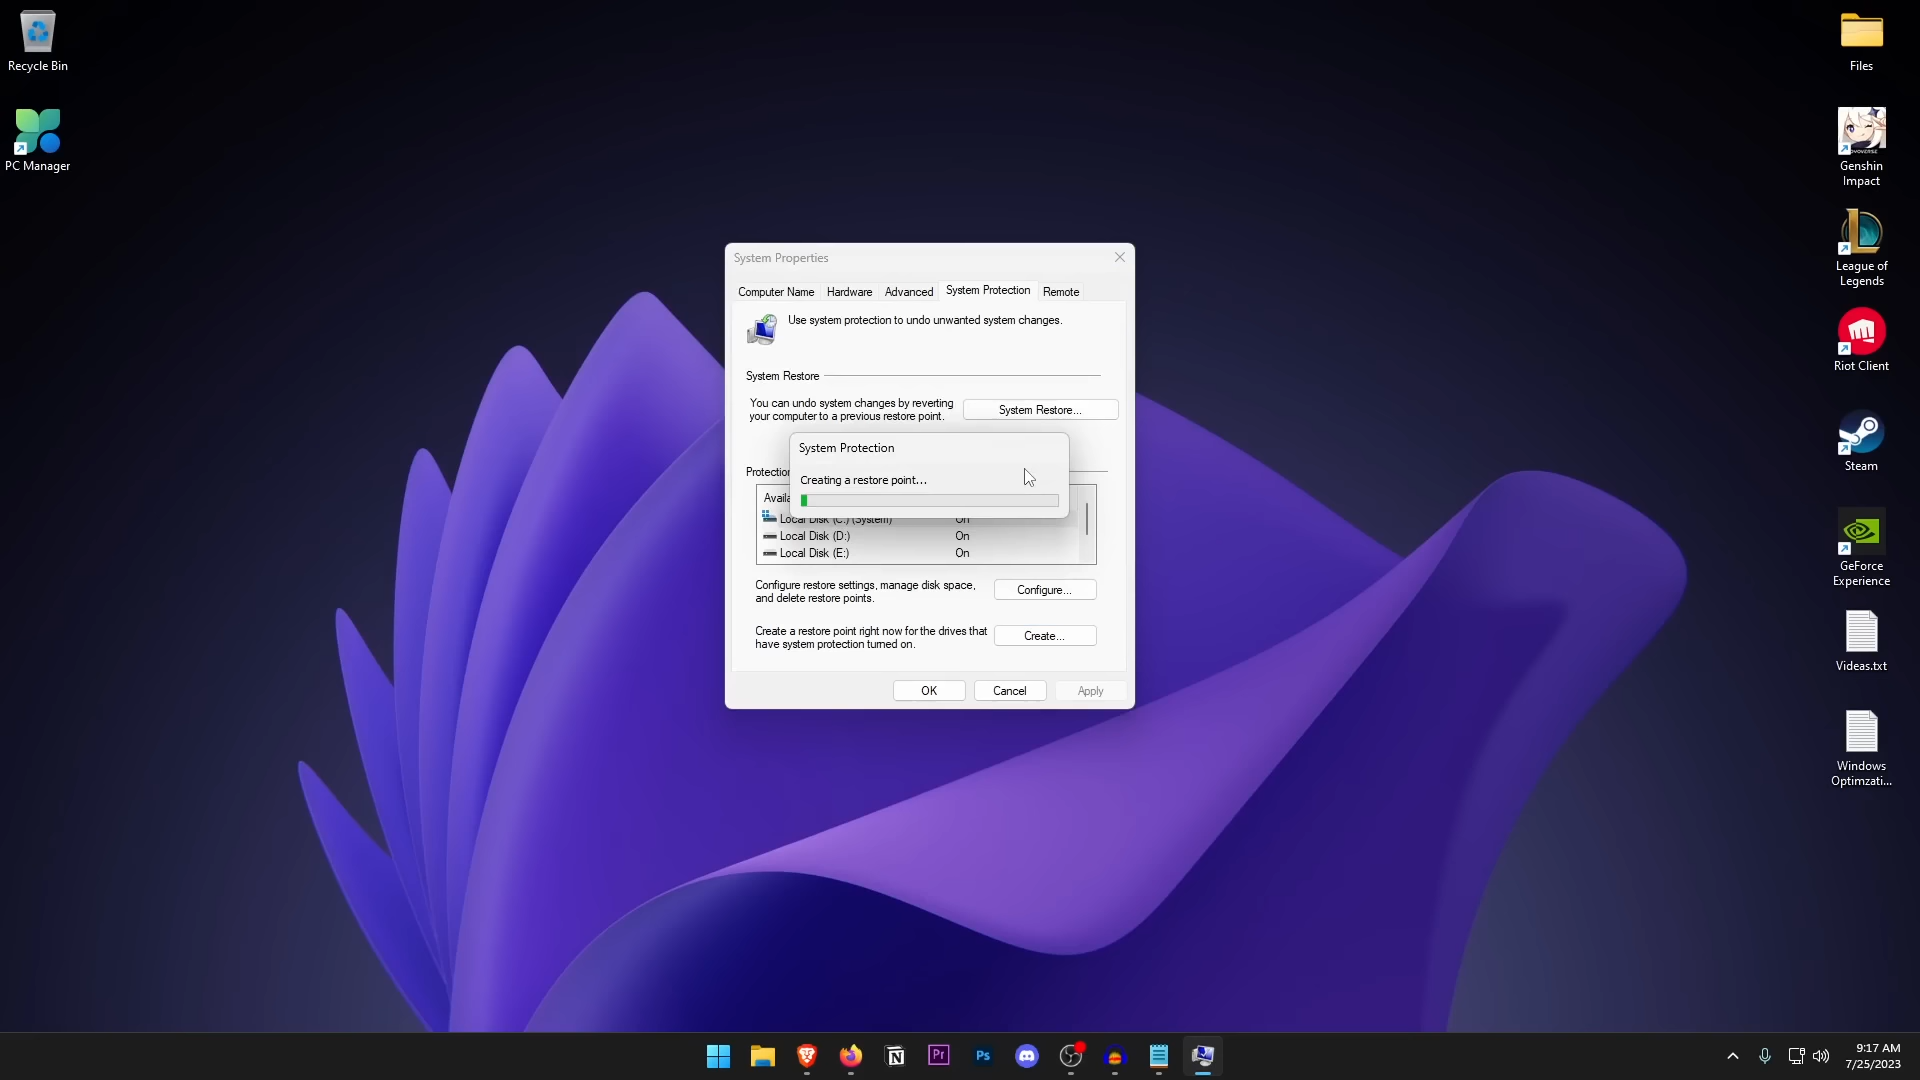 Recycle Bin
PC Manager
Files
Genshin
Impact
League of
Legends
Riot Client
Steam
GeForce
Experience
Videas.txt
Windows
Optimzati...
System Properties
Computer Name
Hardware
Advanced
System Protection
Remote
Use system protection to undo unwanted system changes.
System Restore
You can undo system changes by reverting
your computer to a previous restore point.
System Restore...
System Protection
Creating a restore point...
Protection
Availa
Local Disk (C:) (System) On
Local Disk (D:) On
Local Disk (E:) On
Configure restore settings, manage disk space,
and delete restore points.
Configure...
Create a restore point right now for the drives that
have system protection turned on.
Create...
OK
Cancel
Apply
Pr
Ps
9:17 AM
7/25/2023